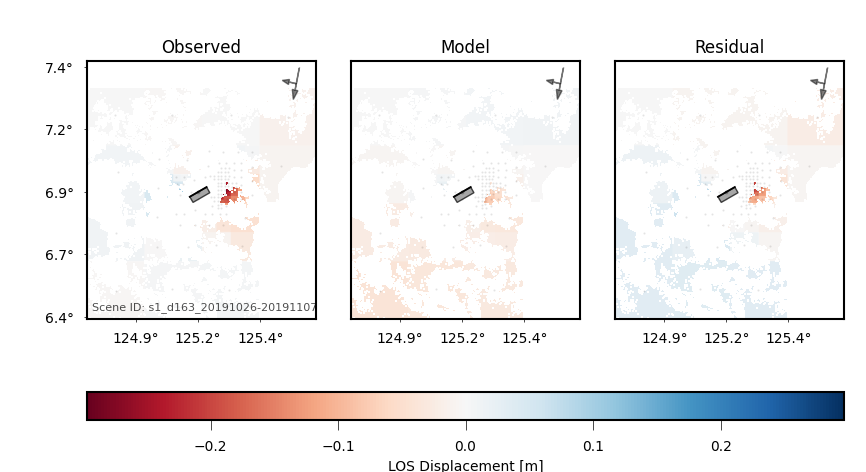 Observed
Model
Residual
7.4°
7.2°
6.9°
6.7°
6.4°
Scene ID: s1_d163_20191026-20191107
124.9° 125.2° 125.4°
124.9° 125.2° 125.4°
124.9° 125.2° 125.4°
−0.2 −0.1 0.0 0.1 0.2
LOS Displacement [m]